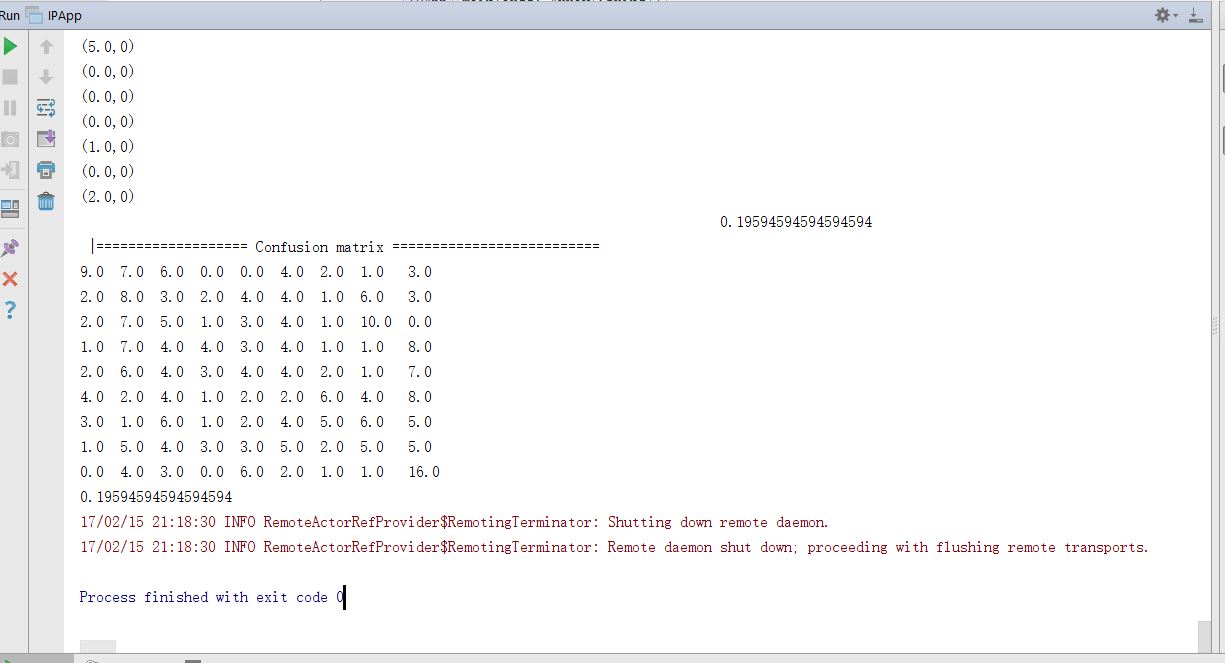 Run IPApp
(5.0,0)
(0.0,0)
(0.0,0)
(0.0,0)
(1.0,0)
(0.0,0)
(2.0,0)
0.19594594594594594
|=================== Confusion matrix ==========================
9.0 7.0 6.0 0.0 0.0 4.0 2.0 1.0 3.0
2.0 8.0 3.0 2.0 4.0 4.0 1.0 6.0 3.0
2.0 7.0 5.0 1.0 3.0 4.0 1.0 10.0 0.0
1.0 7.0 4.0 4.0 3.0 4.0 1.0 1.0 8.0
2.0 6.0 4.0 3.0 4.0 4.0 2.0 1.0 7.0
4.0 2.0 4.0 1.0 2.0 2.0 6.0 4.0 8.0
3.0 1.0 6.0 1.0 2.0 4.0 5.0 6.0 5.0
1.0 5.0 4.0 3.0 3.0 5.0 2.0 5.0 5.0
0.0 4.0 3.0 0.0 6.0 2.0 1.0 1.0 16.0
0.19594594594594594
17/02/15 21:18:30 INFO RemoteActorRefProvider$RemotingTerminator: Shutting down remote daemon.
17/02/15 21:18:30 INFO RemoteActorRefProvider$RemotingTerminator: Remote daemon shut down; proceeding with flushing remote transports.
Process finished with exit code 0